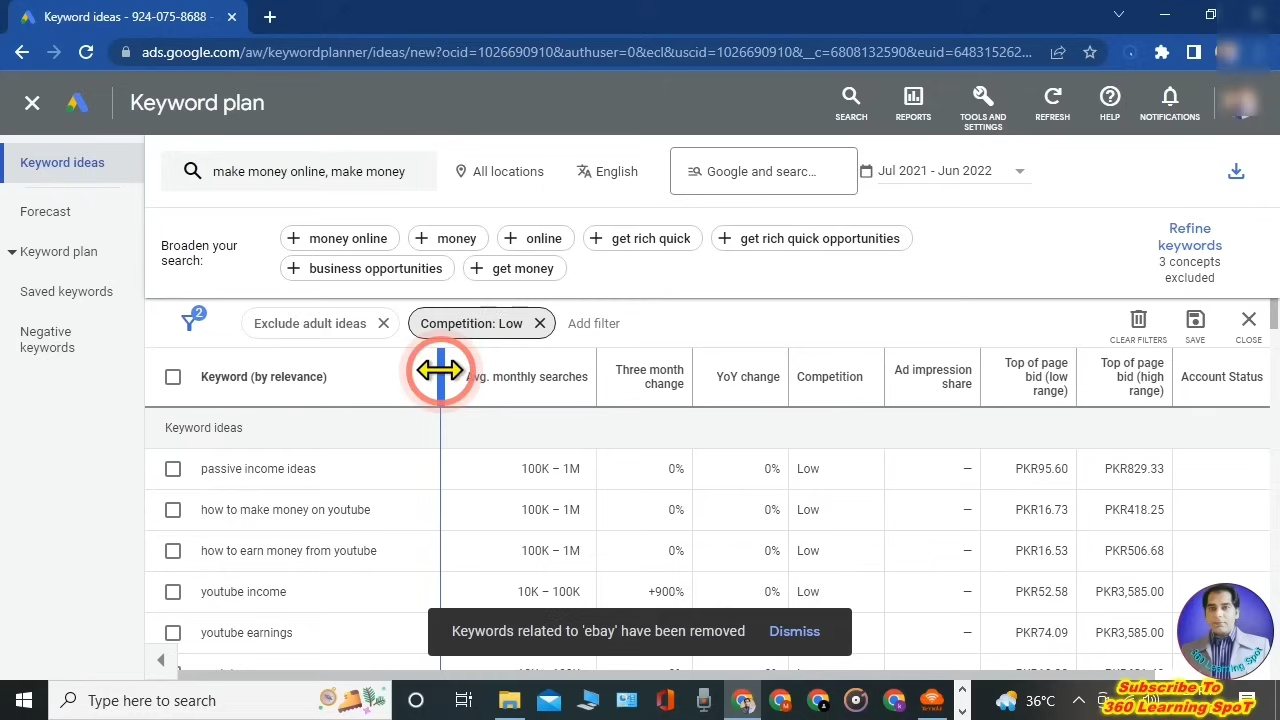 Keyword ideas - 924-075-8688 -
ads.google.com/aw/keywordplanner/ideas/new?ocid=1026690910&authuser=0&ecl&uscid=1026690910&__c=6808132590&euid=648315262...
Keyword plan
SEARCH
REPORTS
TOOLS AND
SETTINGS
REFRESH
HELP
NOTIFICATIONS
Keyword ideas
Forecast
Keyword plan
Saved keywords
Negative
keywords
make money online, make money
All locations
English
Google and searc...
Jul 2021 - Jun 2022
Broaden your
search:
money online
money
online
get rich quick
get rich quick opportunities
business opportunities
get money
Refine
keywords
3 concepts
excluded
2
Exclude adult ideas
Competition: Low
Add filter
CLEAR FILTERS
SAVE
CLOSE
Keyword (by relevance)
Avg. monthly searches
Three month
change
YoY change
Competition
Ad impression
share
Top of page
bid (low
range)
Top of page
bid (high
range)
Account Status
Keyword ideas
passive income ideas 100K – 1M 0% 0% Low – PKR95.60 PKR829.33
how to make money on youtube 100K – 1M 0% 0% Low – PKR16.73 PKR418.25
how to earn money from youtube 100K – 1M 0% 0% Low – PKR16.53 PKR506.68
youtube income 10K – 100K +900% 0% Low – PKR52.58 PKR3,585.00
youtube earnings PKR74.09 PKR3,585.00
Keywords related to 'ebay' have been removed Dismiss
360 Learning Spot
Type here to search
36°C
Subscribe To
360 Learning SpoT